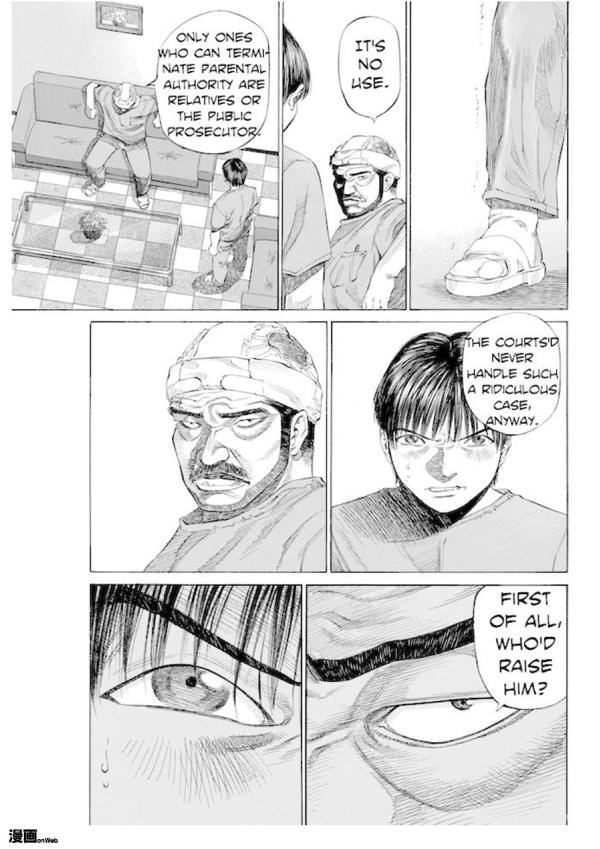 IT'S
NO
USE.
ONLY ONES
WHO CAN TERMI-
NATE PARENTAL
AUTHORITY ARE
RELATIVES OR
THE PUBLIC
PROSECUTOR.
THE COURTS'D
NEVER
HANDLE SUCH
A RIDICULOUS
CASE,
ANYWAY.
FIRST
OF ALL,
WHO'D
RAISE
HIM?
漫画onWeb